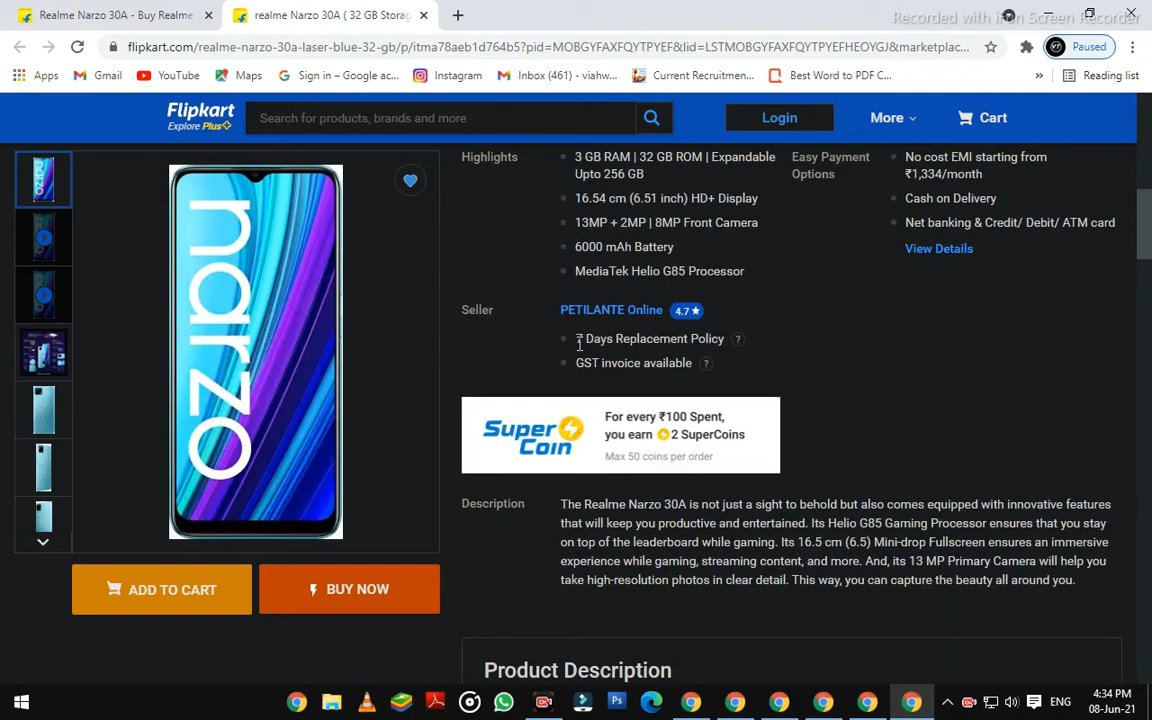 Realme Narzo 30A - Buy Realme
realme Narzo 30A ( 32 GB Storag
Recorded with iFun Screen Recorder
flipkart.com/realme-narzo-30a-laser-blue-32-gb/p/itma78aeb1d764b5?pid=MOBGYFAXFQYTPYEF&lid=LSTMOBGYFAXFQYTPYEFHEOYGJ&marketplac...
Paused
Apps
Gmail
YouTube
Maps
Sign in – Google ac...
Instagram
Inbox (461) - viahw...
Current Recruitmen...
Best Word to PDF C...
»
Reading list
Flipkart
Explore Plus
Search for products, brands and more
Login
More
Cart
narzo
ADD TO CART
BUY NOW
Highlights
3 GB RAM | 32 GB ROM | Expandable
Upto 256 GB
16.54 cm (6.51 inch) HD+ Display
13MP + 2MP | 8MP Front Camera
6000 mAh Battery
MediaTek Helio G85 Processor
Easy Payment
Options
No cost EMI starting from
₹1,334/month
Cash on Delivery
Net banking & Credit/ Debit/ ATM card
View Details
Seller
PETILANTE Online 4.7 ★
7 Days Replacement Policy ?
GST invoice available ?
Super
Coin
For every ₹100 Spent,
you earn 2 SuperCoins
Max 50 coins per order
Description
The Realme Narzo 30A is not just a sight to behold but also comes equipped with innovative features
that will keep you productive and entertained. Its Helio G85 Gaming Processor ensures that you stay
on top of the leaderboard while gaming. Its 16.5 cm (6.5) Mini-drop Fullscreen ensures an immersive
experience while gaming, streaming content, and more. And, its 13 MP Primary Camera will help you
take high-resolution photos in clear detail. This way, you can capture the beauty all around you.
Product Description
Ps
ENG
4:34 PM
08-Jun-21